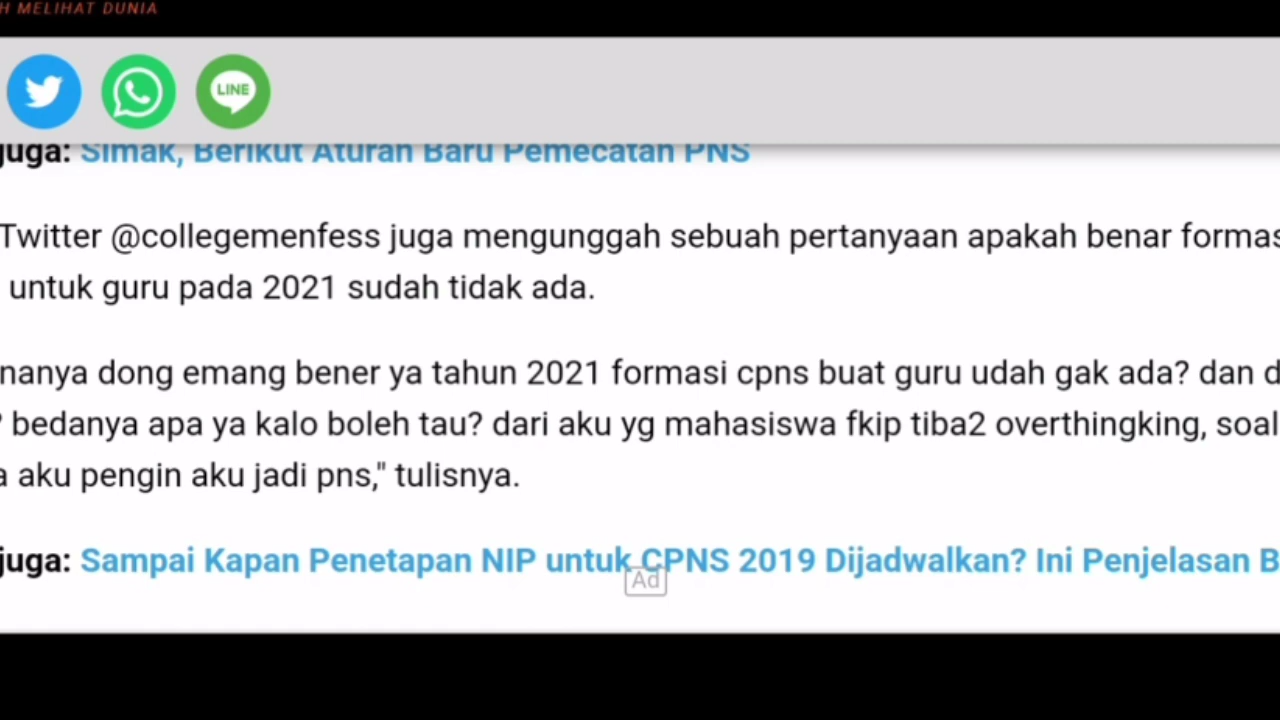 H MELIHAT DUNIA
LINE
juga: Simak, Berikut Aturan Baru Pemecatan PNS
Twitter @collegemenfess juga mengunggah sebuah pertanyaan apakah benar formas
untuk guru pada 2021 sudah tidak ada.
nanya dong emang bener ya tahun 2021 formasi cpns buat guru udah gak ada? dan d
? bedanya apa ya kalo boleh tau? dari aku yg mahasiswa fkip tiba2 overthingking, soal
a aku pengin aku jadi pns," tulisnya.
juga: Sampai Kapan Penetapan NIP untuk CPNS 2019 Dijadwalkan? Ini Penjelasan B
Ad